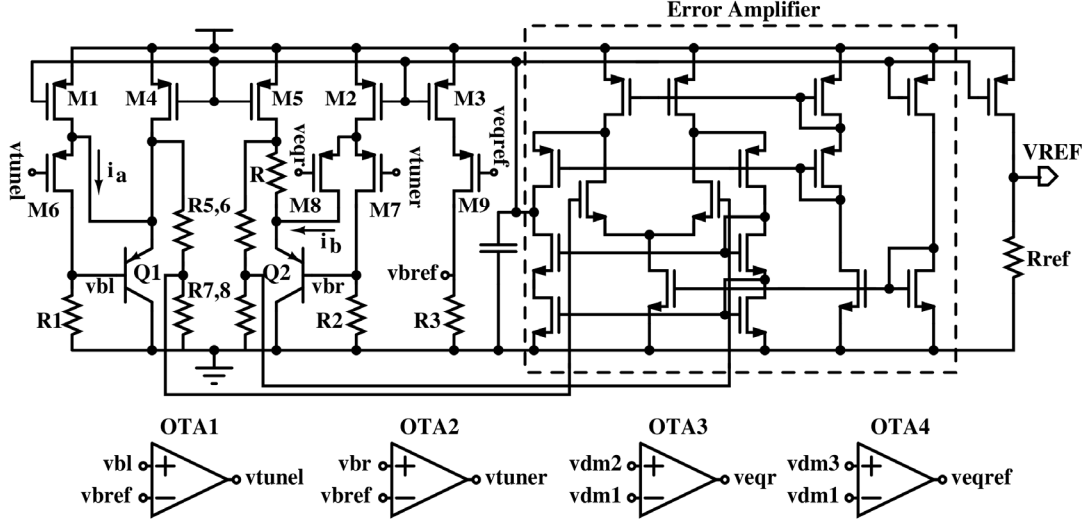 Error Amplifier
M1
M4
M5
M2
M3
vtunel
i a
R
veqr
vtuner
veqref
VREF
M6
R5,6
M8
M7
M9
i b
Q1
Q2
vbl
vbr
vbref
R7,8
Rref
R1
R2
R3
OTA1
OTA2
OTA3
OTA4
vbl
+
vbref
−
vtunel
vbr
+
vbref
−
vtuner
vdm2
+
vdm1
−
veqr
vdm3
+
vdm1
−
veqref